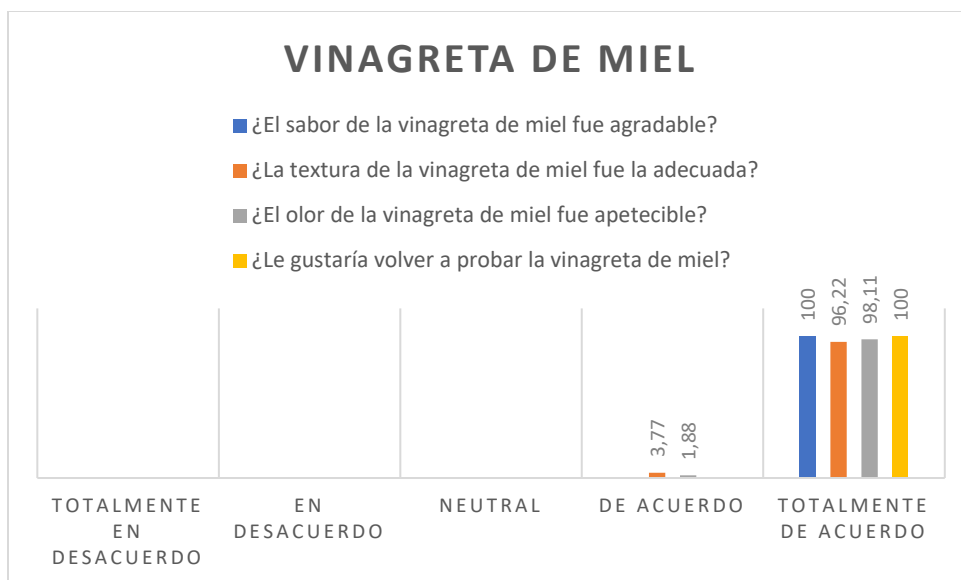 VINAGRETA DE MIEL
¿El sabor de la vinagreta de miel fue agradable?
¿La textura de la vinagreta de miel fue la adecuada?
¿El olor de la vinagreta de miel fue apetecible?
¿Le gustaría volver a probar la vinagreta de miel?
3,77
1,88
100
96,22
98,11
100
TOTALMENTE
EN
DESACUERDO
EN
DESACUERDO
NEUTRAL
DE ACUERDO
TOTALMENTE
DE ACUERDO